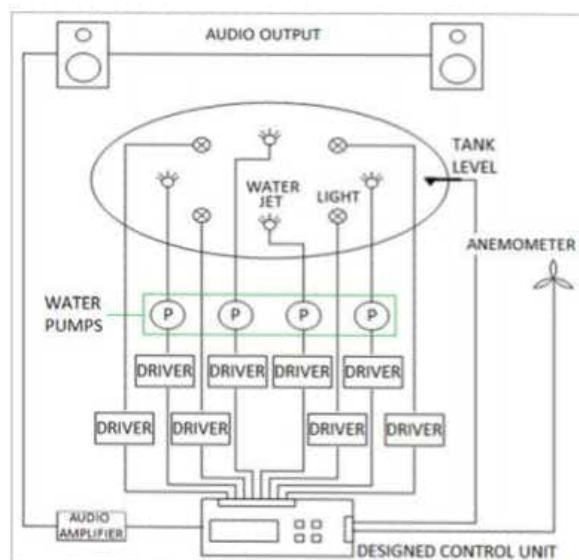 AUDIO OUTPUT
TANK
LEVEL
WATER
JET
LIGHT
ANEMOMETER
WATER
PUMPS
P P P P
DRIVER DRIVER DRIVER DRIVER
DRIVER DRIVER DRIVER DRIVER
AUDIO
AMPLIFIER
DESIGNED CONTROL UNIT